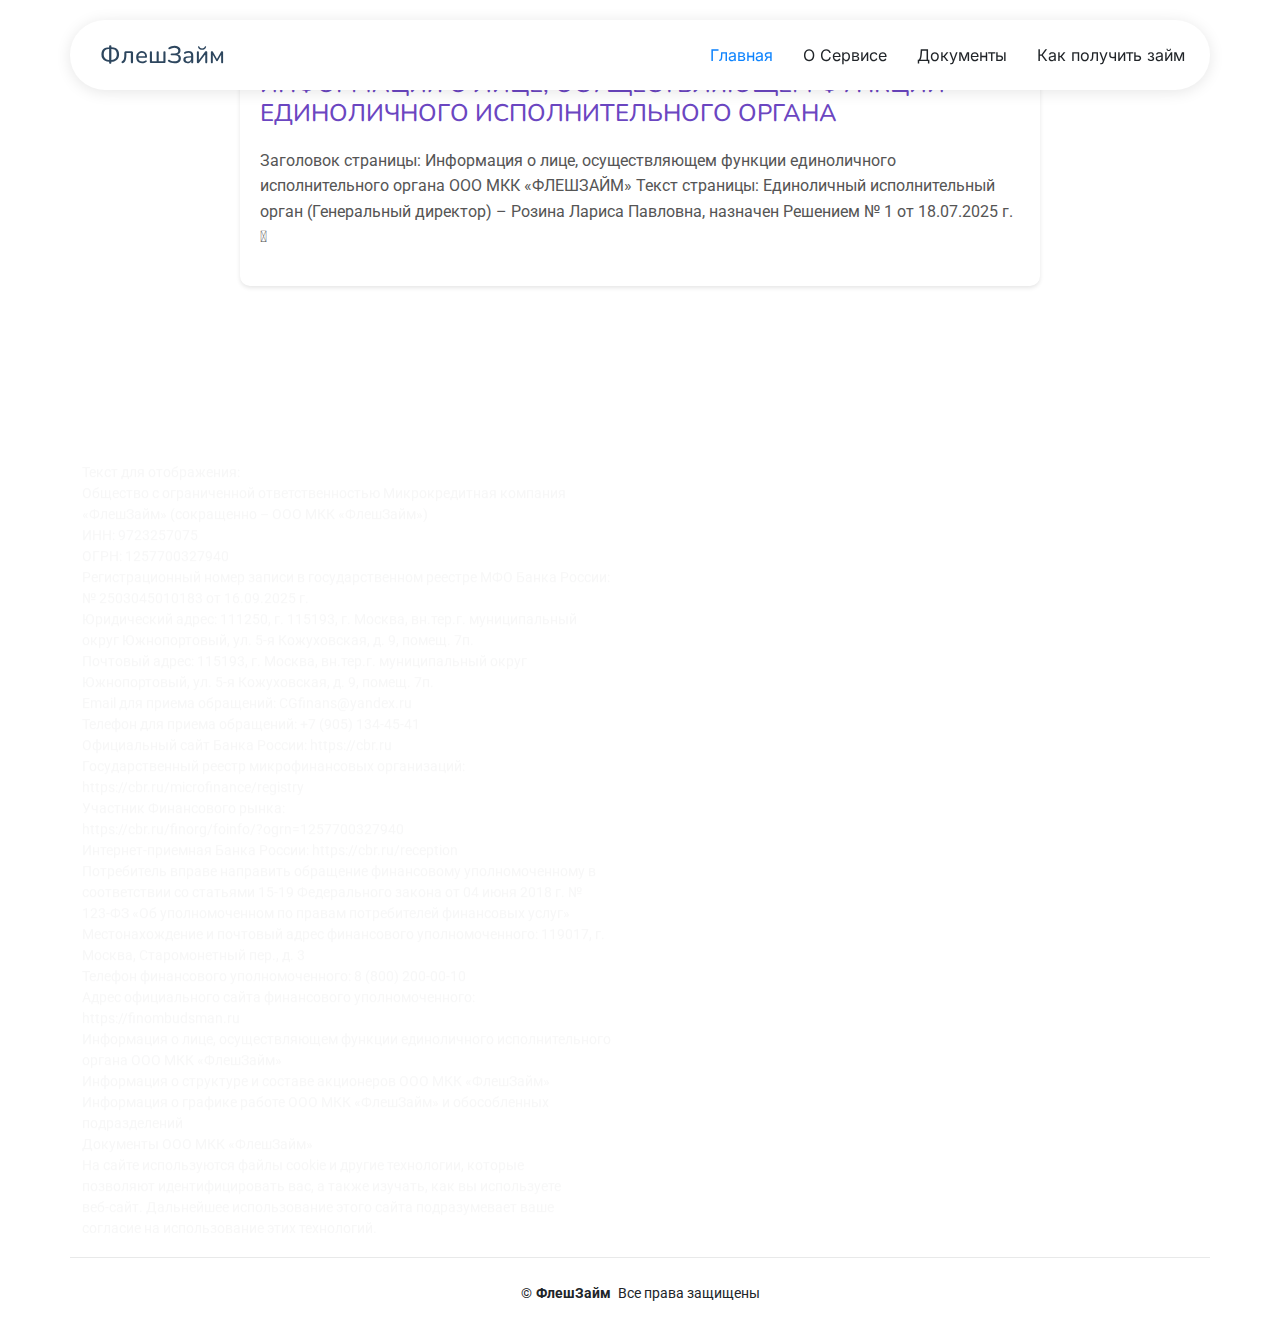 ФлешЗайм
Главная
О Сервисе
Документы
Как получить займ
ИНФОРМАЦИЯ О ЛИЦЕ, ОСУЩЕСТВЛЯЮЩЕМ ФУНКЦИИ
ЕДИНОЛИЧНОГО ИСПОЛНИТЕЛЬНОГО ОРГАНА
Заголовок страницы: Информация о лице, осуществляющем функции единоличного
исполнительного органа ООО МКК «ФЛЕШЗАЙМ» Текст страницы: Единоличный исполнительный
орган (Генеральный директор) – Розина Лариса Павловна, назначен Решением № 1 от 18.07.2025 г.
Текст для отображения:
Общество с ограниченной ответственностью Микрокредитная компания
«ФлешЗайм» (сокращенно – ООО МКК «ФлешЗайм»)
ИНН: 9723257075
ОГРН: 1257700327940
Регистрационный номер записи в государственном реестре МФО Банка России
№ 2503045010183 от 16.09.2025 г.
Юридический адрес: 111250, г. 115193, г. Москва, вн.тер.г. муниципальный
округ Южнопортовый, ул. 5-я Кожуховская, д. 9, помещ. 7п
Почтовый адрес: 115193, г. Москва, вн.тер.г. муниципальный округ
Южнопортовый, ул. 5-я Кожуховская, д. 9, помещ. 7п
Email для приема обращений: CGfinans@yandex.ru
Телефон для приема обращений: +7 (905) 134-45-41
Официальный сайт Банка России: https://cbr.ru
Государственный реестр микрофинансовых организаций:
https://cbr.ru/microfinance/registry
Участник Финансового рынка:
https://cbr.ru/finorg/foinfo/?ogrn=1257700327940
Интернет-приемная Банка России: https://cbr.ru/reception
Потребитель вправе направить обращение финансовому уполномоченному в
соответствии со статьями 15-19 Федерального закона от 04 июня 2018 г. №
123-ФЗ «Об уполномоченном по правам потребителей финансовых услуг»
Местонахождение и почтовый адрес финансового уполномоченного: 119017, г.
Москва, Старомонетный пер., д. 3
Телефон финансового уполномоченного: 8 (800) 200-00-10
Адрес официального сайта финансового уполномоченного:
https://finombudsman.ru
Информация о лице, осуществляющем функции единоличного исполнительного
органа ООО МКК «ФлешЗайм»
Информация о структуре и составе акционеров ООО МКК «ФлешЗайм»
Информация о графике работе ООО МКК «ФлешЗайм» и обособленных
подразделений
Документы ООО МКК «ФлешЗайм»
На сайте используются файлы cookie и другие технологии, которые
позволяют идентифицировать вас, а также изучать, как вы используете
веб-сайт. Дальнейшее использование этого сайта подразумевает ваше
согласие на использование этих технологий.
© ФлешЗайм Все права защищены